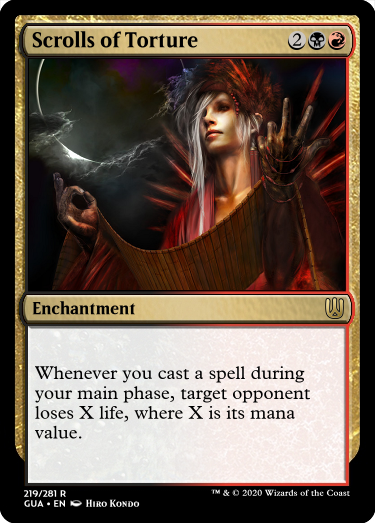 Scrolls of Torture 2
Enchantment
Whenever you cast a spell during
your main phase, target opponent
loses X life, where X is its mana
value.
219/281 R ™ & © 2020 Wizards of the Coast
GUA • EN Hiro Kondo